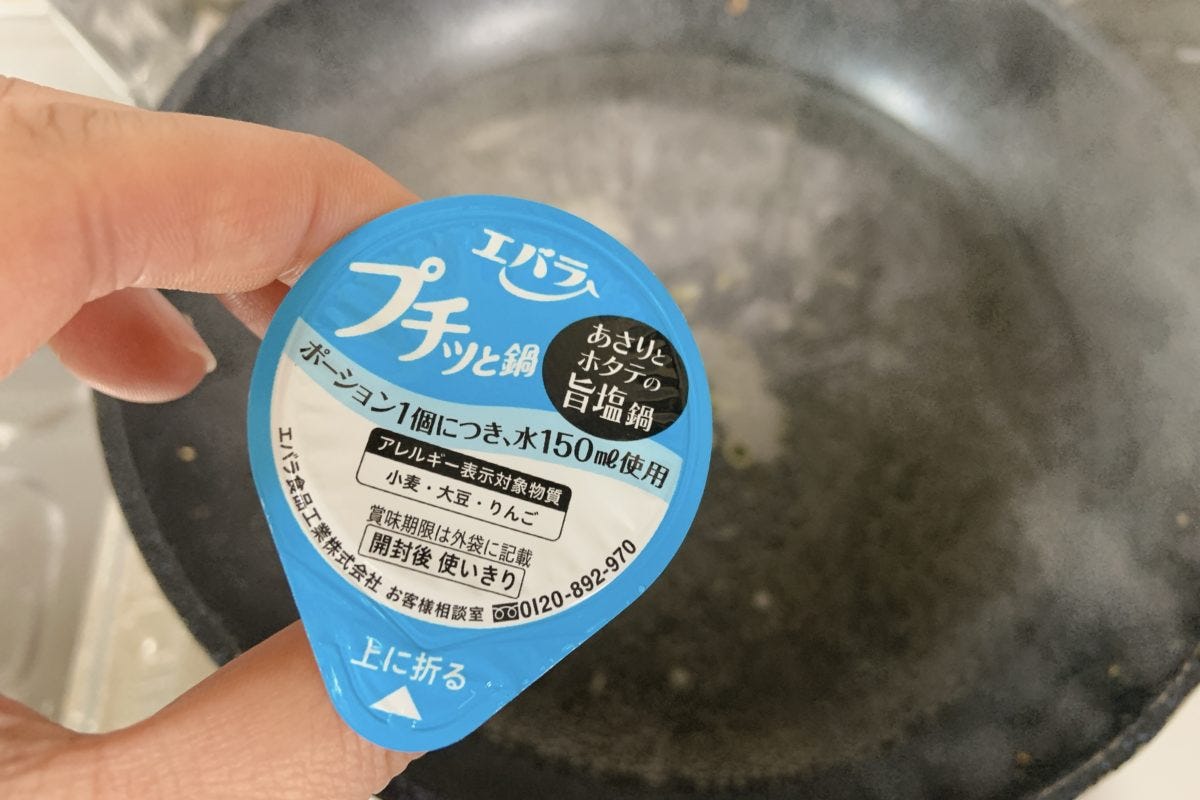 エバラ
プチッと鍋
あさりと
ホタテの
旨塩鍋
ポーション1個につき、水150㎖使用
アレルギー表示対象物質
小麦・大豆・りんご
賞味期限は外袋に記載
開封後 使いきり
エバラ食品工業株式会社 お客様相談室 0120-892-970
上に折る